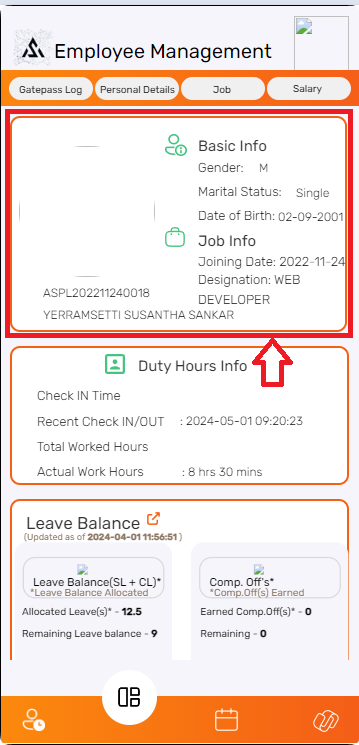 Employee Management
Gatepass Log Personal Details Job Salary
Basic Info
Gender: M
Marital Status: Single
Date of Birth: 02-09-2001
Job Info
Joining Date: 2022-11-24
Designation: WEB
DEVELOPER
ASPL202211240018
YERRAMSETTI SUSANTHA SANKAR
Duty Hours Info
Check IN Time
Recent Check IN/OUT : 2024-05-01 09:20:23
Total Worked Hours
Actual Work Hours : 8 hrs 30 mins
Leave Balance
(Updated as of 2024-04-01 11:56:51 )
Leave Balance(SL + CL)*
*Leave Balance Allocated
Allocated Leave(s)* - 12.5
Remaining Leave balance - 9
Comp. Off's*
*Comp.Off(s) Earned
Earned Comp.Off(s)* - 0
Remaining - 0